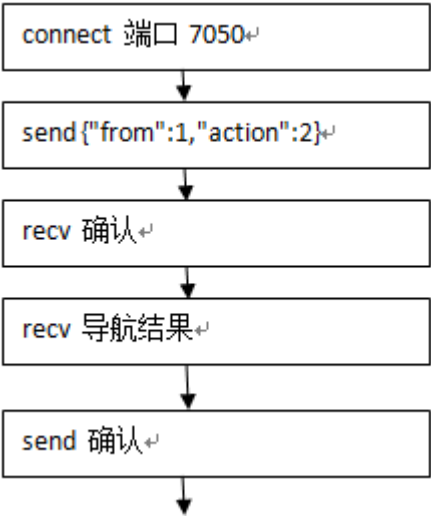 connect 端口 7050
send {"from":1,"action":2}
recv 确认
recv 导航结果
send 确认